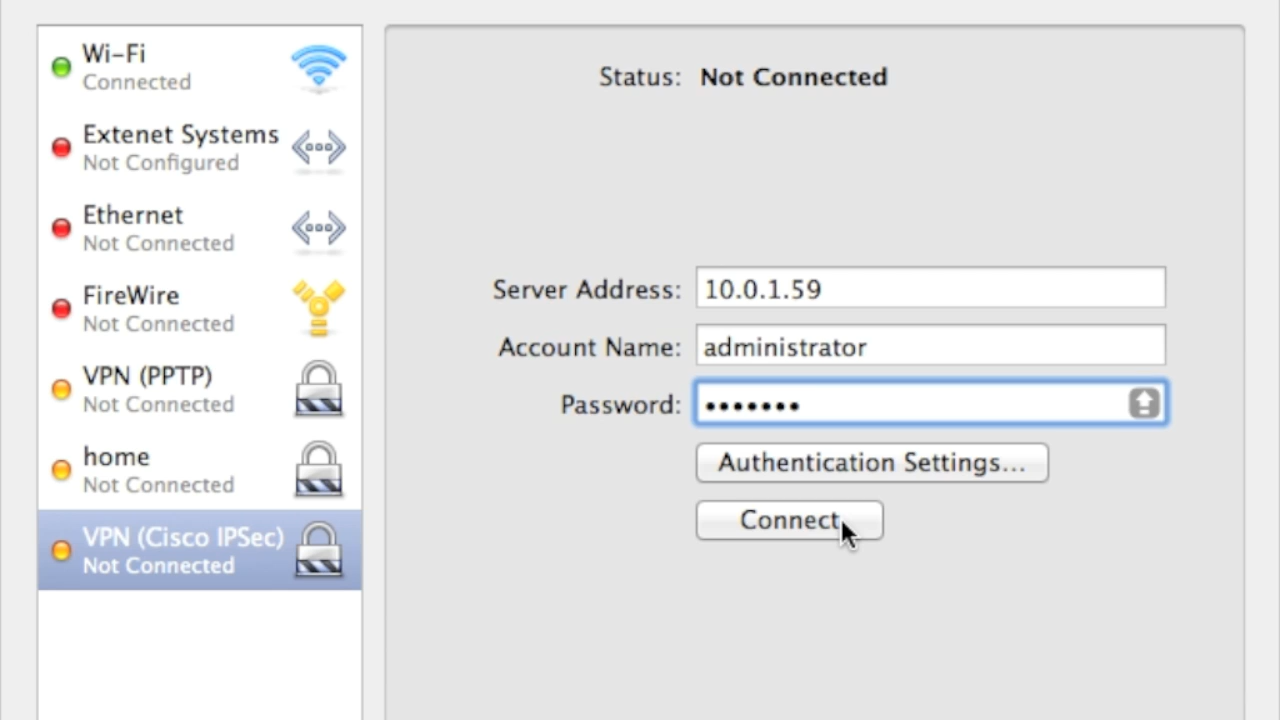 Wi-Fi
Connected
Extenet Systems
Not Configured
Ethernet
Not Connected
FireWire
Not Connected
VPN (PPTP)
Not Connected
home
Not Connected
VPN (Cisco IPSec)
Not Connected
Status: Not Connected
Server Address: 10.0.1.59
Account Name: administrator
Password: •••••••
Authentication Settings...
Connect